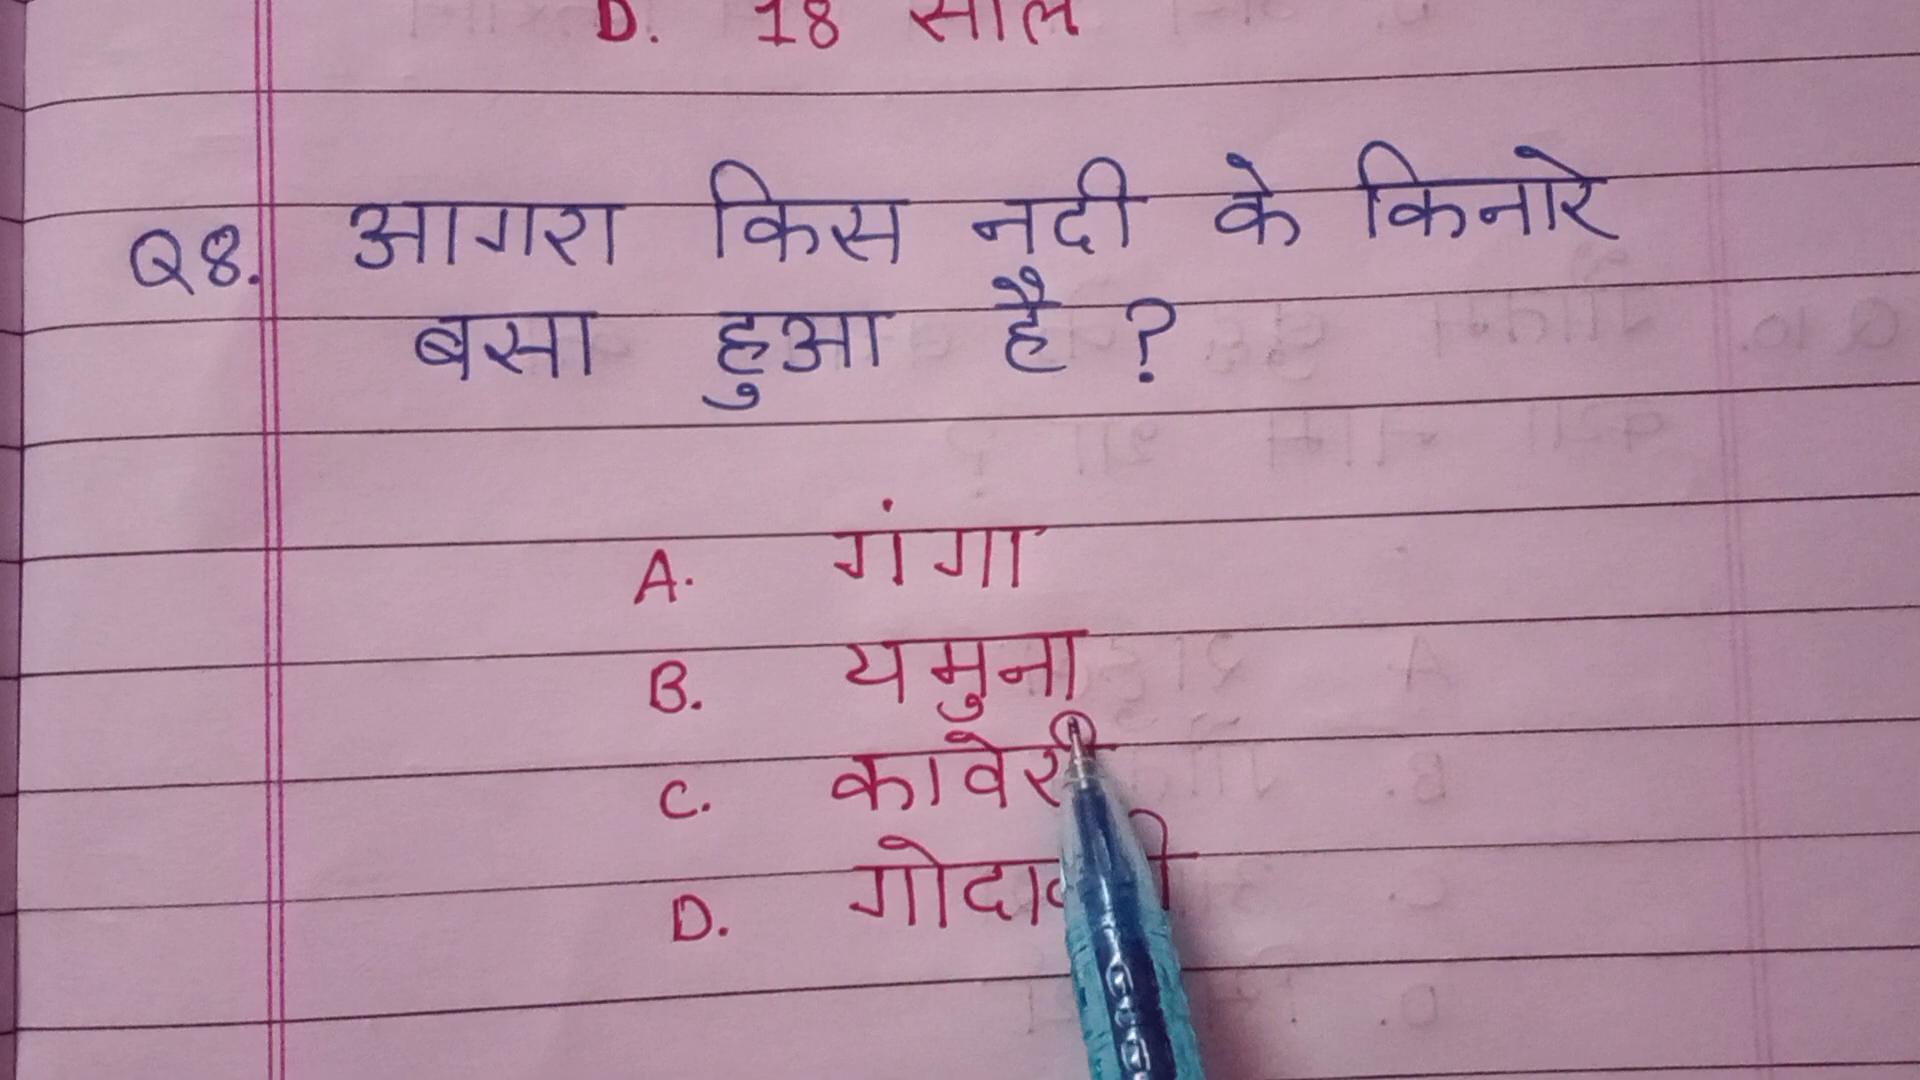 D. 18 साल
Q8. आगरा किस नदी के किनारे
बसा हुआ है ?
A. गंगा
B. यमुना
C. कावेरी
D.